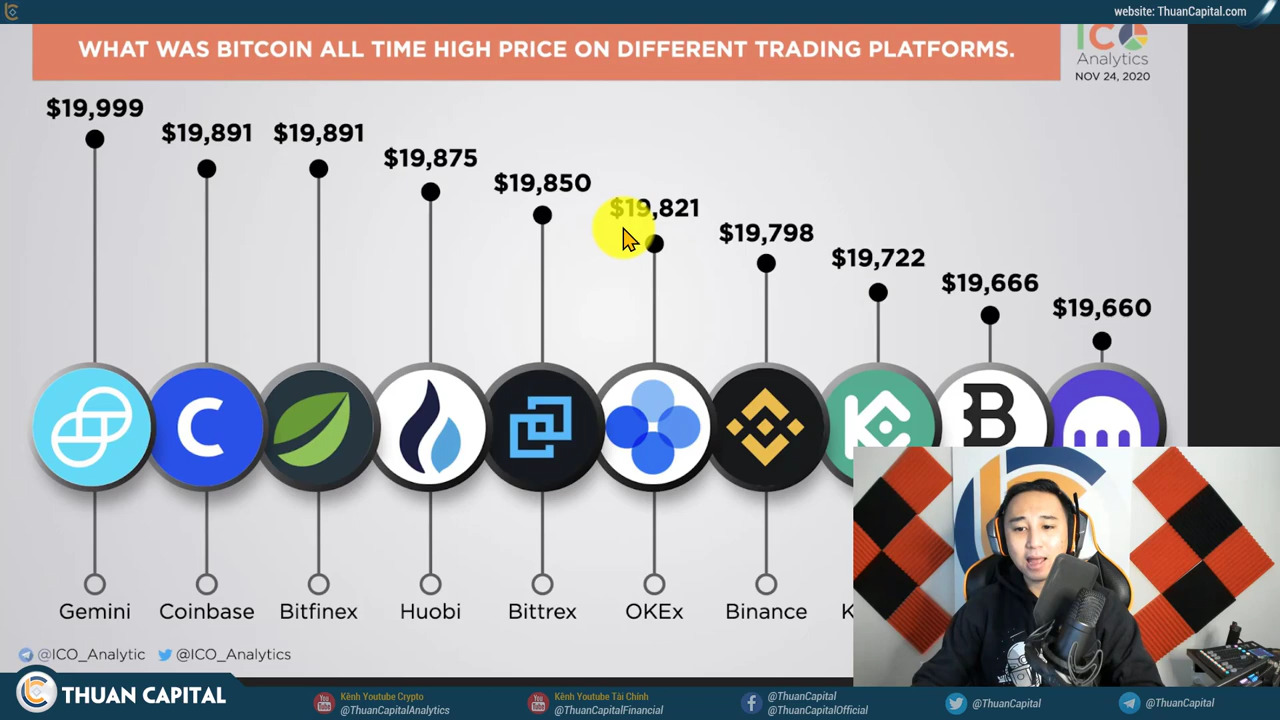 website: ThuanCapital.com
WHAT WAS BITCOIN ALL TIME HIGH PRICE ON DIFFERENT TRADING PLATFORMS.
ICO
Analytics
NOV 24, 2020
$19,999
$19,891
$19,891
$19,875
$19,850
$19,821
$19,798
$19,722
$19,666
$19,660
Gemini
Coinbase
Bitfinex
Huobi
Bittrex
OKEx
Binance
K
@ICO_Analytic
@ICO_Analytics
THUAN CAPITAL
Kênh Youtube Crypto
@ThuanCapitalAnalytics
Kênh Youtube Tài Chính
@ThuanCapitalFinancial
@ThuanCapital
@ThuanCapitalOfficial
@ThuanCapital
@ThuanCapital